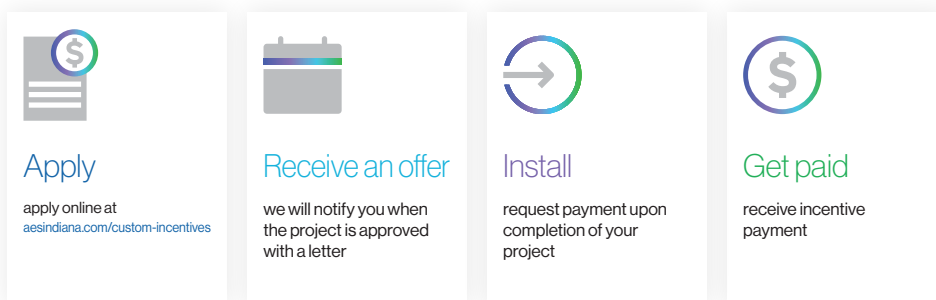 Apply
apply online at
aesindiana.com/custom-incentives
Receive an offer
we will notify you when
the project is approved
with a letter
Install
request payment upon
completion of your
project
Get paid
receive incentive
payment